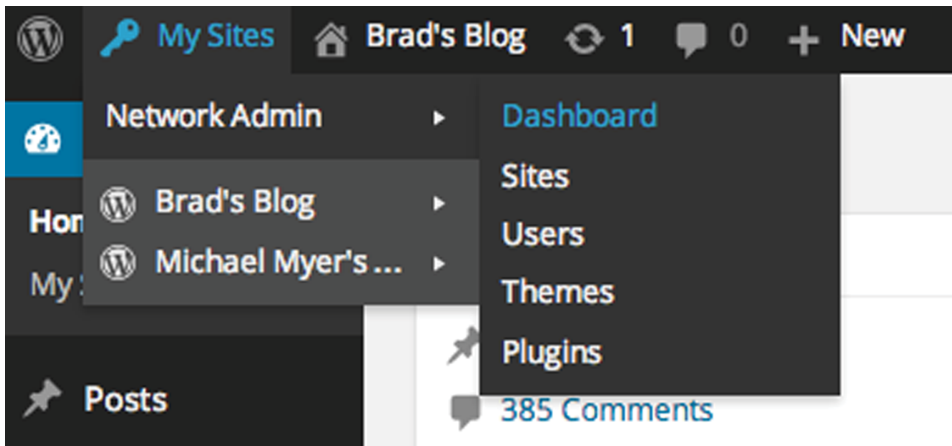 My Sites Brad's Blog 1 0 New
Network Admin Dashboard
Sites
Brad's Blog
Users
Michael Myer's ...
Themes
Plugins
Posts
385 Comments